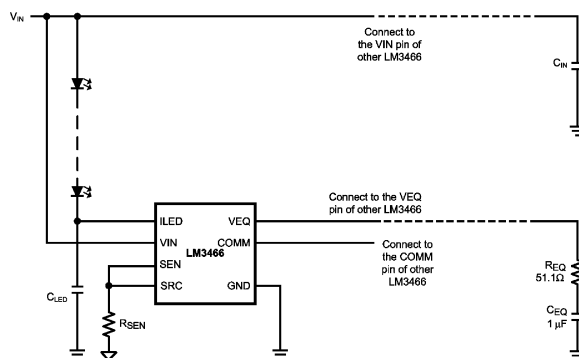 VIN
Connect to
the VIN pin of
other LM3466
CIN
Connect to the VEQ
pin of other LM3466
ILED
VEQ
VIN
COMM
LM3466
SEN
SRC
GND
Connect to
the COMM
pin of other
LM3466
REQ
51.1Ω
CLED
RSEN
CEQ
1 μF